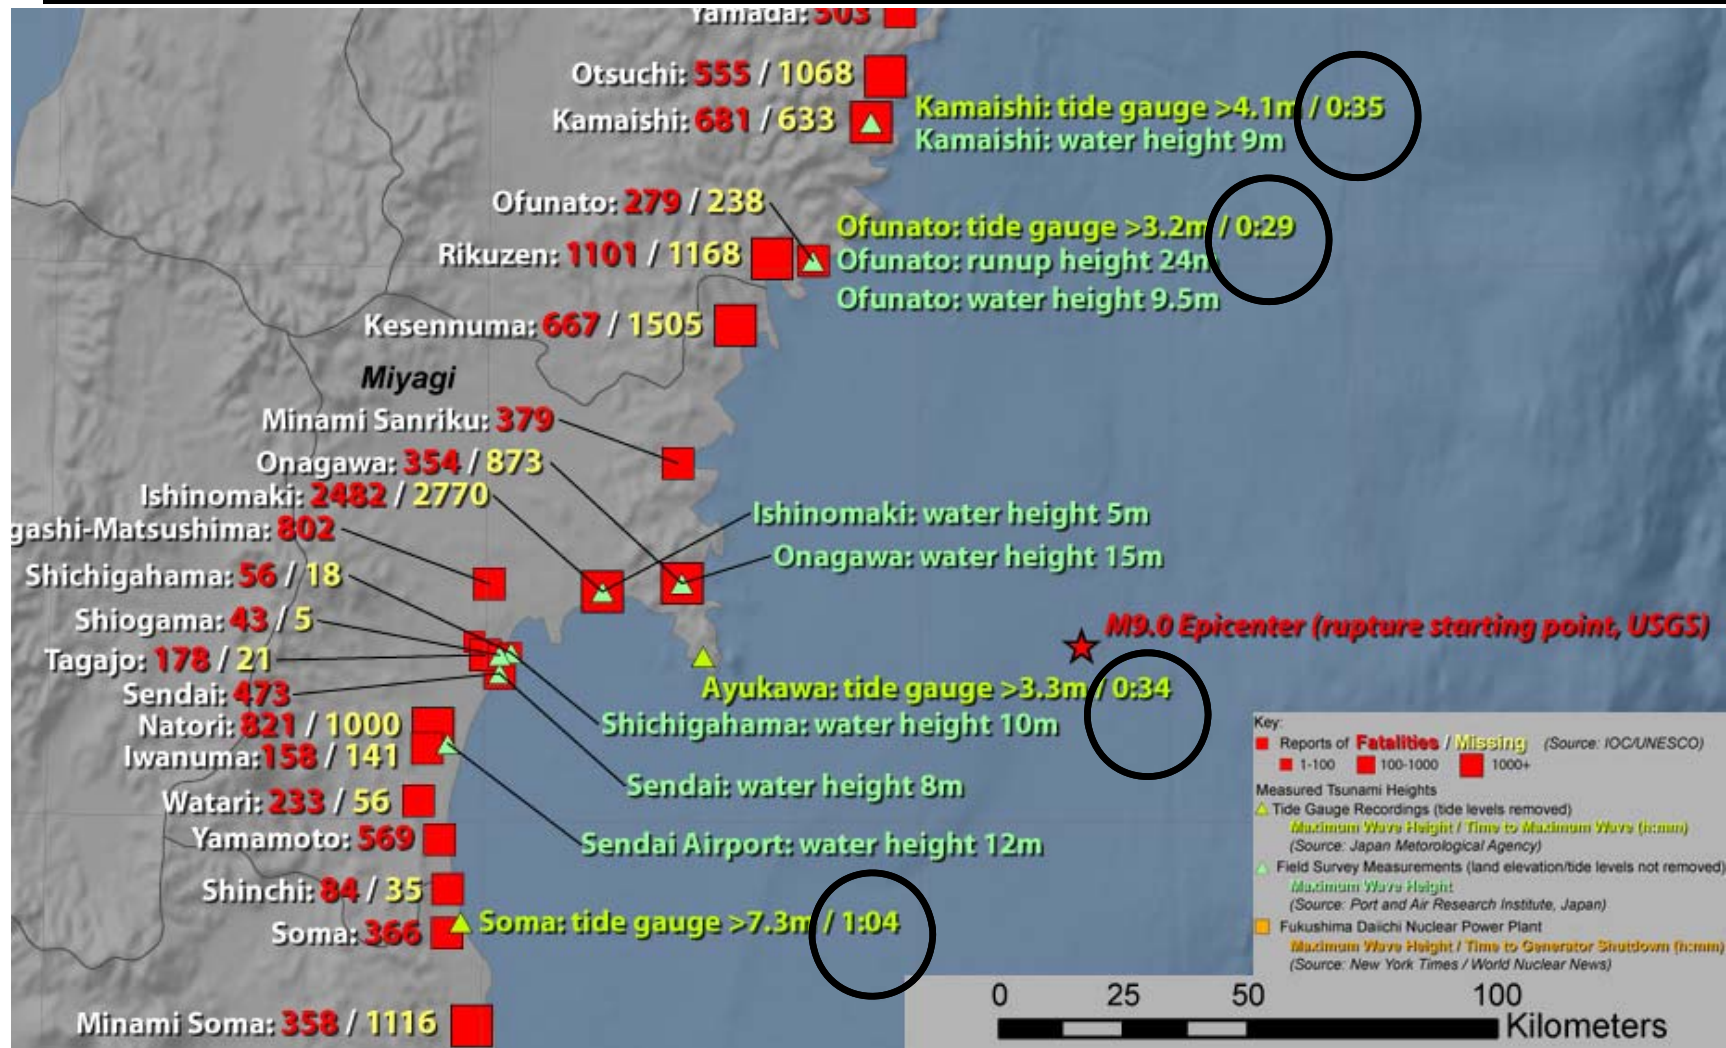 Yamada: 503
Otsuchi: 555 / 1068
Kamaishi: 681 / 633
Kamaishi: tide gauge >4.1m / 0:35
Kamaishi: water height 9m
Ofunato: 279 / 238
Ofunato: tide gauge >3.2m / 0:29
Rikuzen: 1101 / 1168
Ofunato: runup height 24m
Ofunato: water height 9.5m
Kesennuma: 667 / 1505
Miyagi
Minami Sanriku: 379
Onagawa: 354 / 873
Ishinomaki: 2482 / 2770
Ishinomaki: water height 5m
gashi-Matsushima: 802
Onagawa: water height 15m
Shichigahama: 56 / 18
Shiogama: 43 / 5
M9.0 Epicenter (rupture starting point, USGS)
Tagajo: 178 / 21
Sendai: 473
Ayukawa: tide gauge >3.3m / 0:34
Natori: 821 / 1000
Shichigahama: water height 10m
Iwanuma:158 / 141
Sendai: water height 8m
Watari: 233 / 56
Yamamoto: 569
Sendai Airport: water height 12m
Shinchi: 84 / 35
Soma: 366
Soma: tide gauge >7.3m / 1:04
Minami Soma: 358 / 1116
Key:
Reports of Fatalities / Missing (Source: IOC/UNESCO)
1-100 100-1000 1000+
Measured Tsunami Heights
Tide Gauge Recordings (tide levels removed)
Maximum Wave Height / Time to Maximum Wave (h:mm)
(Source: Japan Metorological Agency)
Field Survey Measurements (land elevation/tide levels not removed)
Maximum Wave Height
(Source: Port and Air Research Institute, Japan)
Fukushima Daiichi Nuclear Power Plant
Maximum Wave Height / Time to Generator Shutdown (h:mm)
(Source: New York Times / World Nuclear News)
0 25 50 100
Kilometers